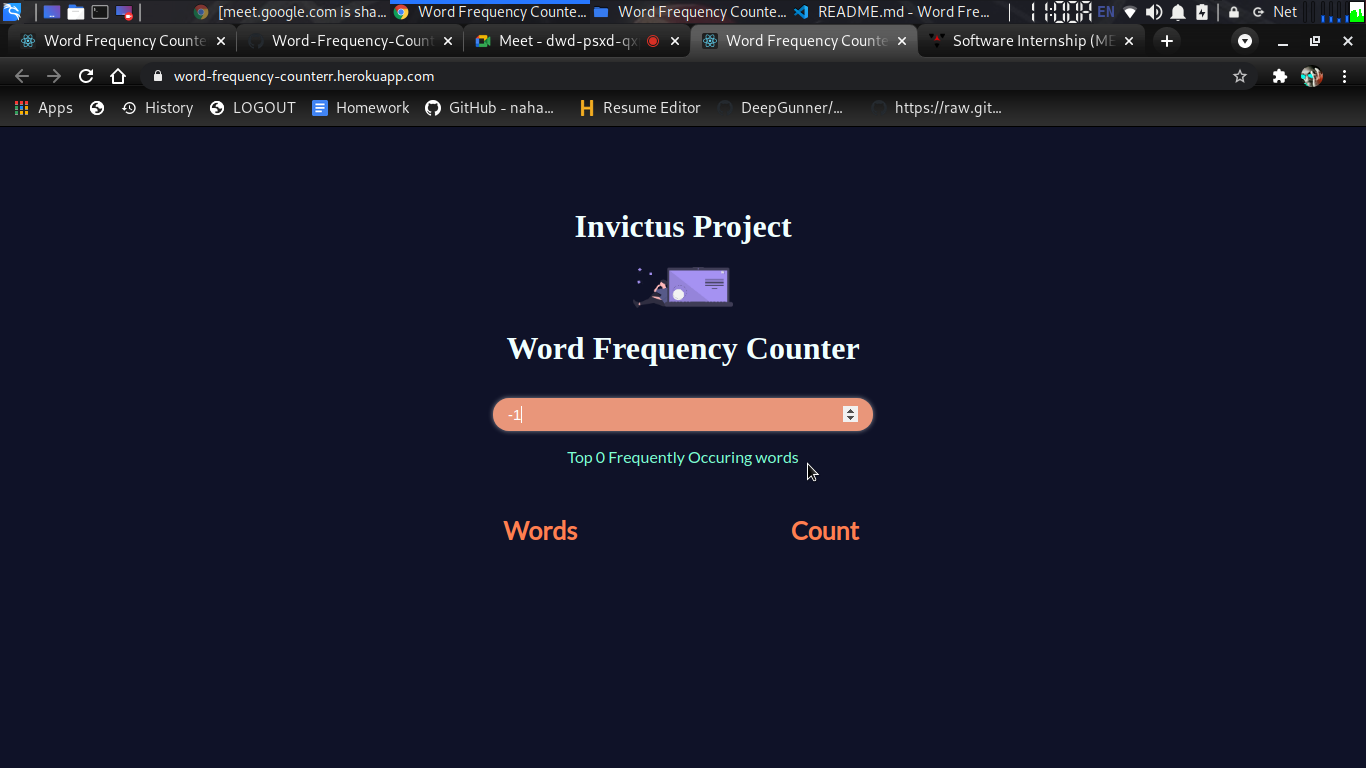 [meet.google.com is sha... Word Frequency Counte... Word Frequency Counte... README.md - Word Fre... EN Net
Word Frequency Counte Word-Frequency-Count Meet - dwd-psxd-qx Word Frequency Counte Software Internship (ME
word-frequency-counterr.herokuapp.com
Apps History LOGOUT Homework GitHub - naha... Resume Editor DeepGunner/... https://raw.git...
Invictus Project
Word Frequency Counter
-1
Top 0 Frequently Occuring words
Words Count